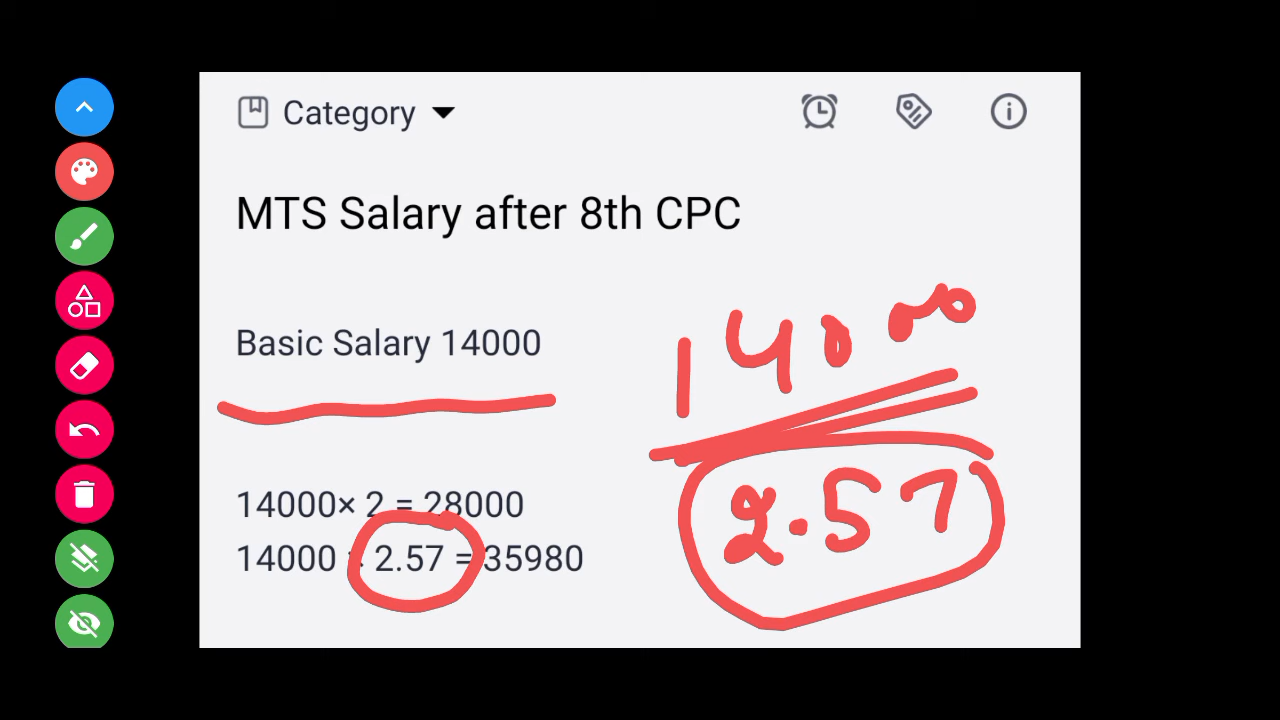 Category
MTS Salary after 8th CPC
Basic Salary 14000
14000
14000× 2 = 28000
2.57
14000 × 2.57 = 35980